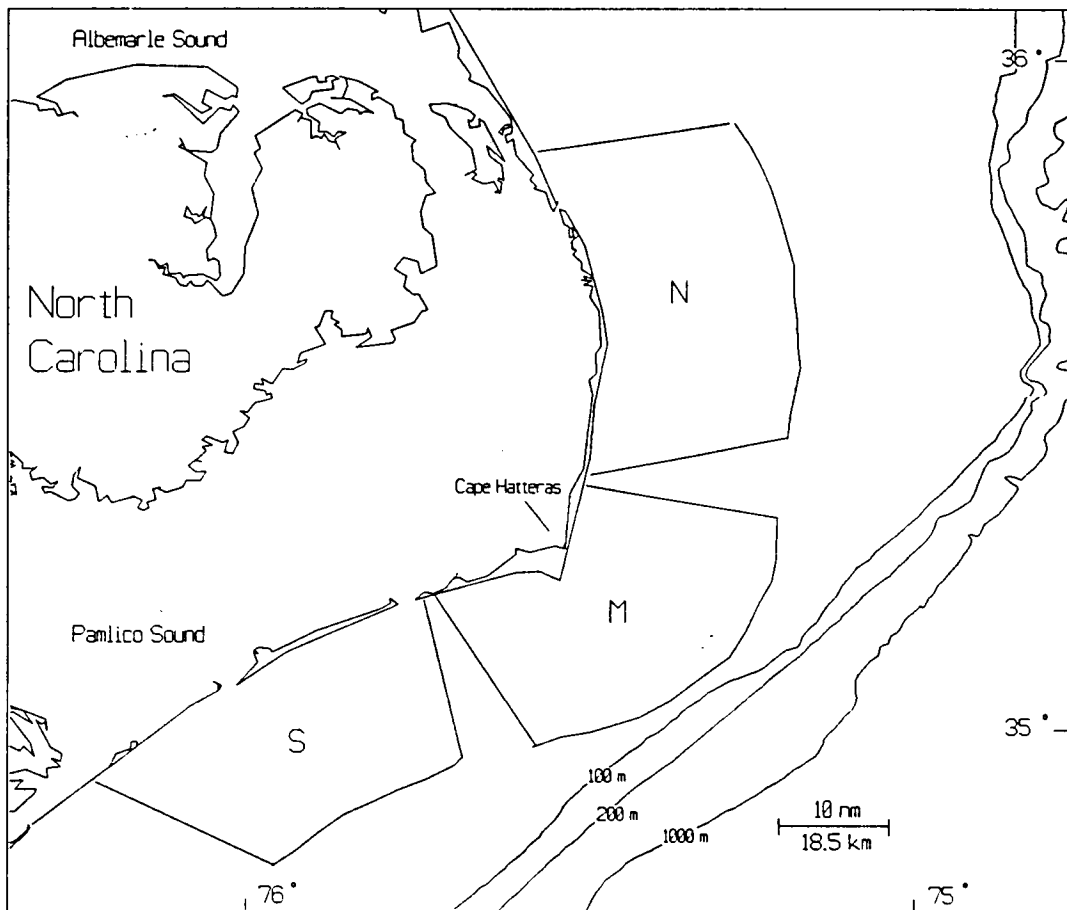 Albemarle Sound
36°
North
Carolina
N
Cape Hatteras
M
Pamlico Sound
S
35°
100 m
200 m
1000 m
10 nm
18.5 km
76°
75°